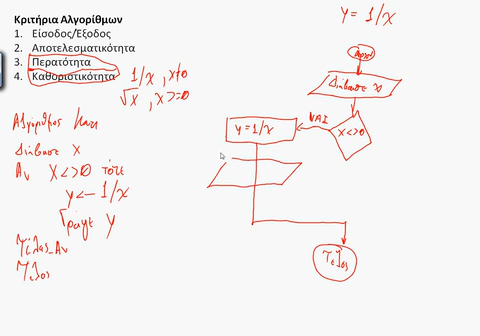 Κριτήρια Αλγορίθμων
1. Είσοδος/Έξοδος
2. Αποτελεσματικότητα
3. Περατότητα
4. Καθοριστικότητα
1/x , x≠0
√x , x>=0
Αλγόριθμος
Διάβασε x
Αν x<>0 τότε
y<-- 1/x
Γράψε y
Τέλος_Αν
Τέλος
y = 1/x
Αρχή
Διάβασε x
x<>0
ΝΑΙ
y=1/x
Τέλος